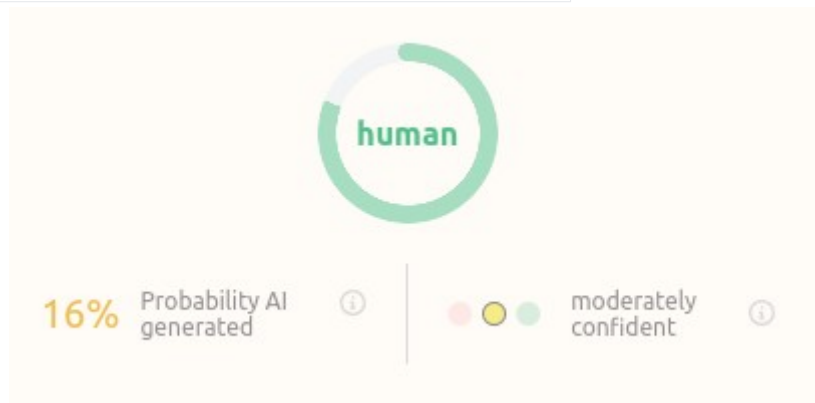 human
16%
Probability AI
generated
moderately
confident